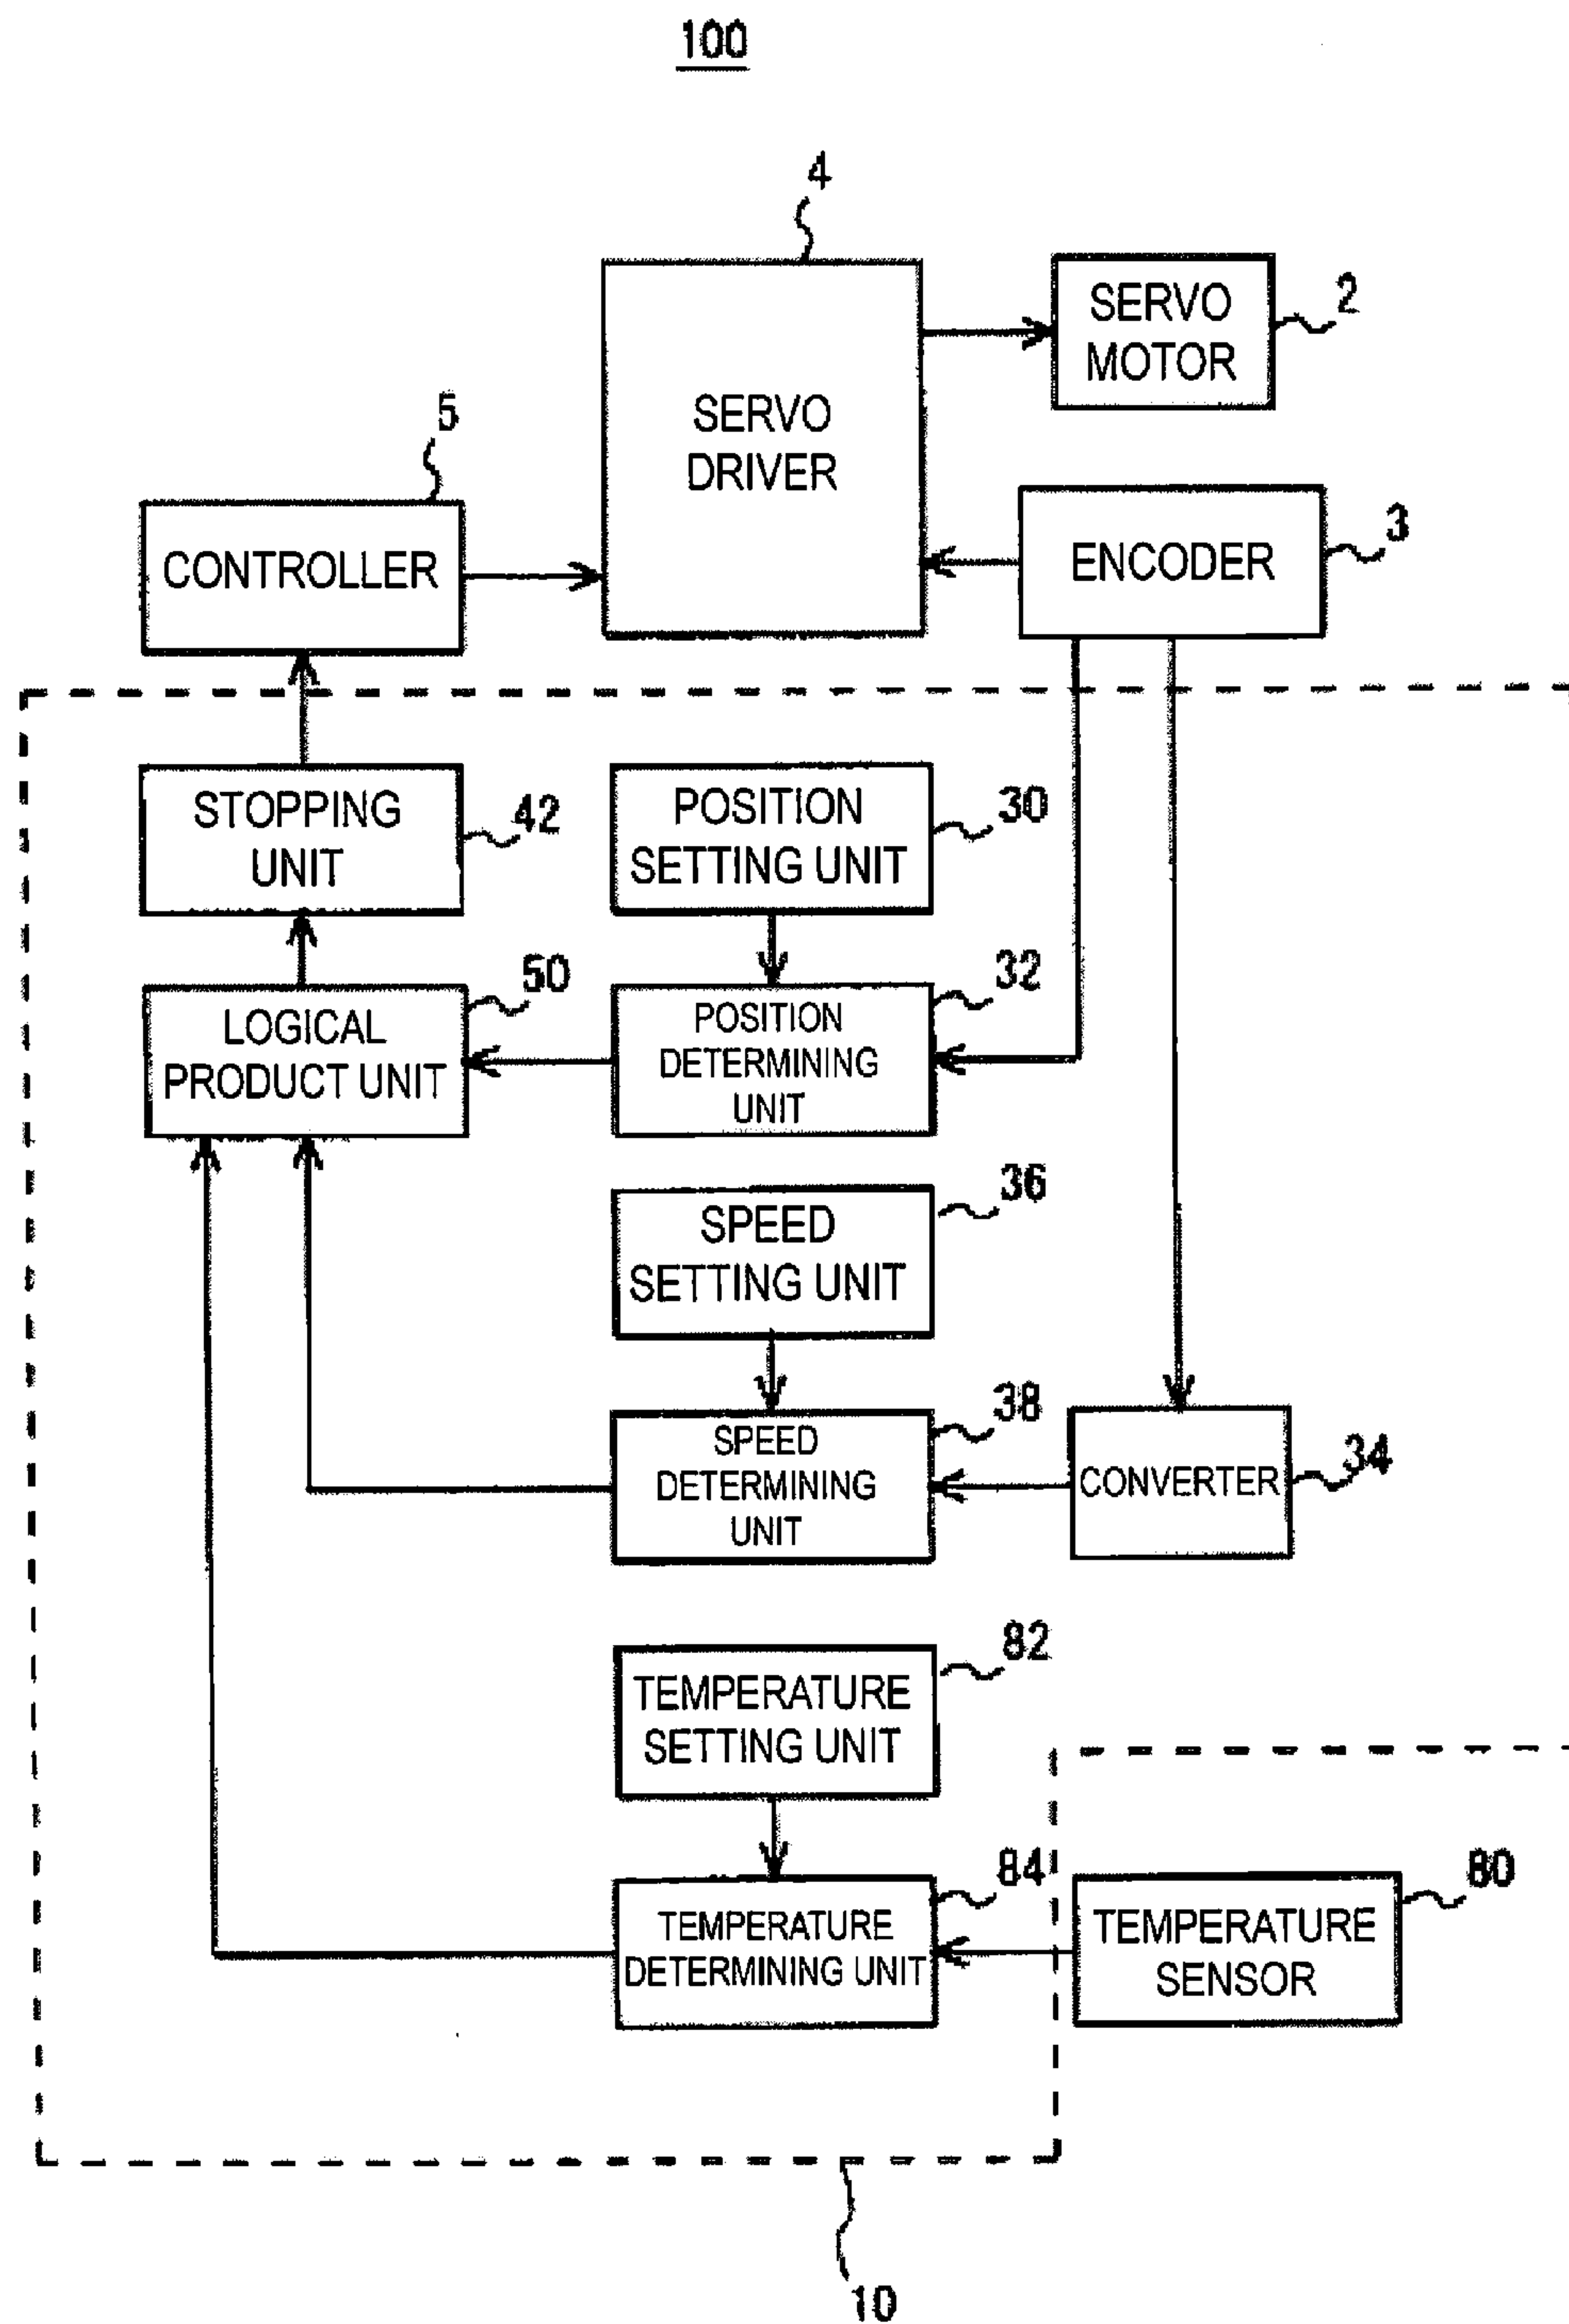 100
4
SERVO
MOTOR
2
5
SERVO
DRIVER
CONTROLLER
ENCODER
3
STOPPING
UNIT
42
POSITION
SETTING UNIT
30
LOGICAL
PRODUCT UNIT
50
POSITION
DETERMINING
UNIT
32
SPEED
SETTING UNIT
36
SPEED
DETERMINING
UNIT
38
CONVERTER
34
TEMPERATURE
SETTING UNIT
82
TEMPERATURE
DETERMINING UNIT
84
TEMPERATURE
SENSOR
80
10